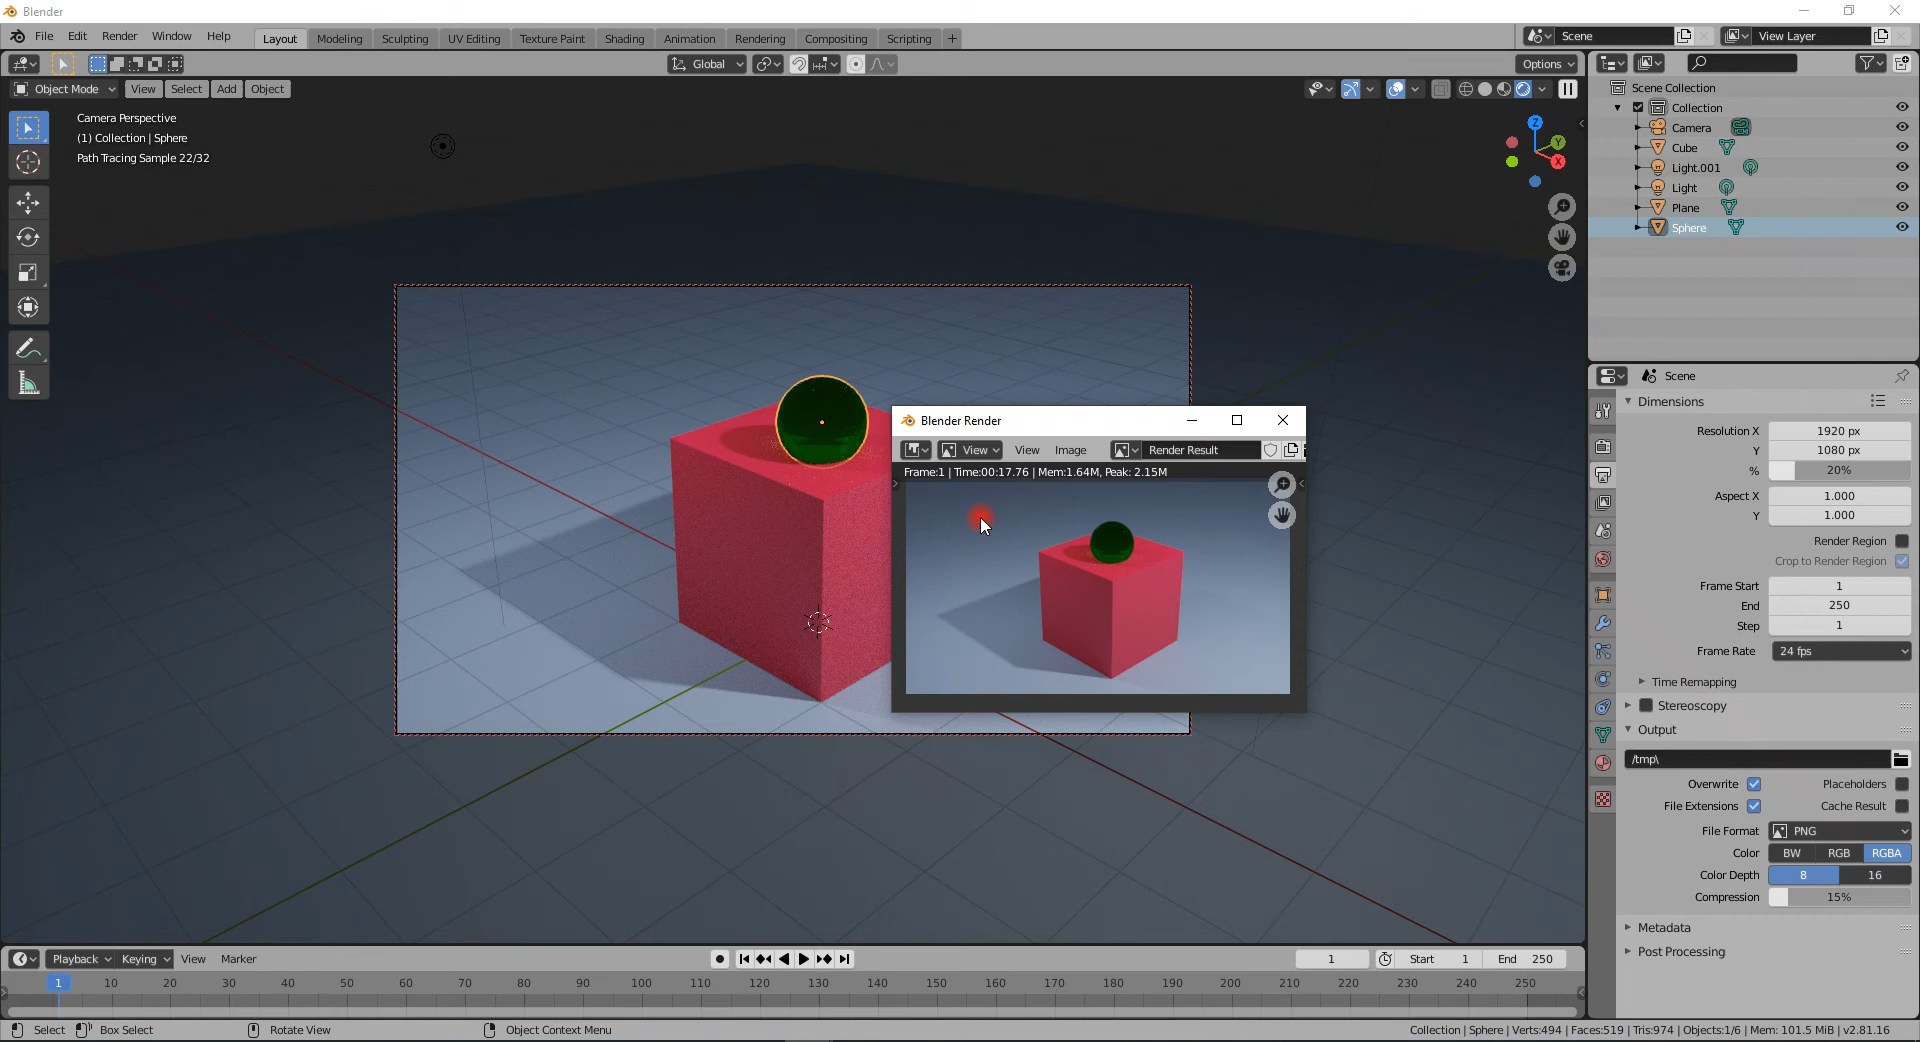 Blender
File Edit Render Window Help Layout Modeling Sculpting UV Editing Texture Paint Shading Animation Rendering Compositing Scripting + Scene View Layer
Global Options
Object Mode View Select Add Object
Camera Perspective
(1) Collection | Sphere
Path Tracing Sample 22/32
Z
Y
X
Scene Collection
Collection
Camera
Cube
Light.001
Light
Plane
Sphere
Blender Render
View View Image Render Result
Frame:1 | Time:00:17.76 | Mem:1.64M, Peak: 2.15M
Scene
Dimensions
Resolution X 1920 px
Y 1080 px
% 20%
Aspect X 1.000
Y 1.000
Render Region
Crop to Render Region
Frame Start 1
End 250
Step 1
Frame Rate 24 fps
Time Remapping
Stereoscopy
Output
/tmp\
Overwrite Placeholders
File Extensions Cache Result
File Format PNG
Color BW RGB RGBA
Color Depth 8 16
Compression 15%
Metadata
Post Processing
Playback Keying View Marker 1 Start 1 End 250
1 10 20 30 40 50 60 70 80 90 100 110 120 130 140 150 160 170 180 190 200 210 220 230 240 250
Select Box Select Rotate View Object Context Menu Collection | Sphere | Verts:494 | Faces:519 | Tris:974 | Objects:1/6 | Mem: 101.5 MiB | v2.81.16